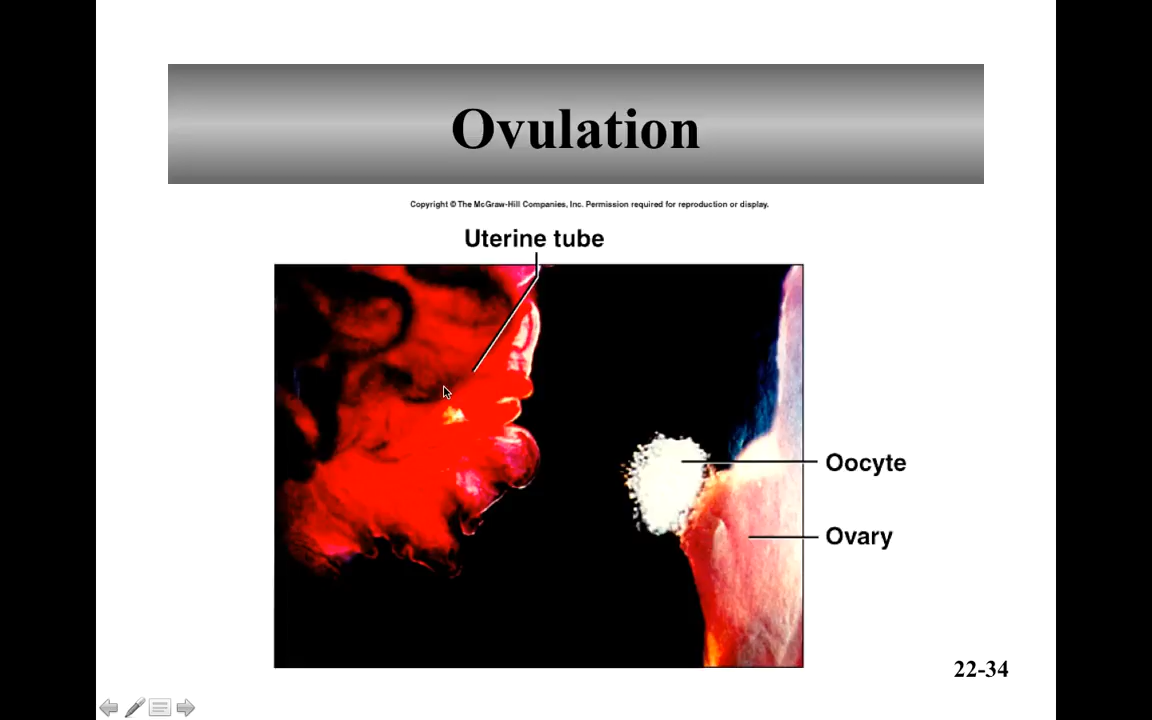 Ovulation
Copyright © The McGraw-Hill Companies, Inc. Permission required for reproduction or display.
Uterine tube
Oocyte
Ovary
22-34